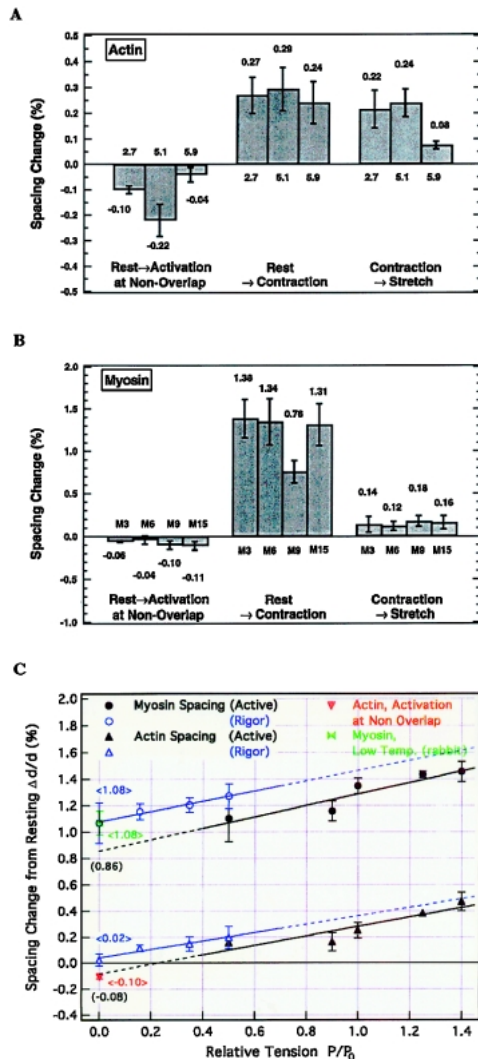 A
Actin
0.5
0.4
0.3
0.2
0.1
0.0
-0.1
-0.2
-0.3
-0.4
0.5
Spacing Change (%)
0.27 0.29 0.24
0.22 0.24 0.08
2.7 5.1 5.9
-0.10 -0.22 -0.04
2.7 5.1 5.9
2.7 5.1 5.9
Rest→Activation at Non-Overlap
Rest →Contraction
Contraction →Stretch
B
Myosin
1.5
1.0
0.5
0.0
-0.5
-1.0
Spacing Change (%)
1.38 1.34 0.76 1.31
0.14 0.12 0.18 0.16
M3 M6 M9 M15
-0.06 -0.04 -0.10 -0.11
M3 M6 M9 M15
M3 M6 M9 M15
Rest→Activation at Non-Overlap
Rest →Contraction
Contraction →Stretch
C
2.0
1.8
1.6
1.4
1.2
1.0
0.8
0.6
0.4
0.2
0.0
-0.2
-0.4
Spacing Change from Resting Δd/d (%)
Myosin Spacing (Active)
(Rigor)
Actin Spacing (Active)
(Rigor)
Actin, Activation
at Non Overlap
Myosin,
Low Temp. (rabbit)
<1.08>
<1.08>
(0.86)
<0.02>
<-0.10>
(-0.08)
0.0 0.2 0.4 0.6 0.8 1.0 1.2 1.4
Relative Tension P/P₀